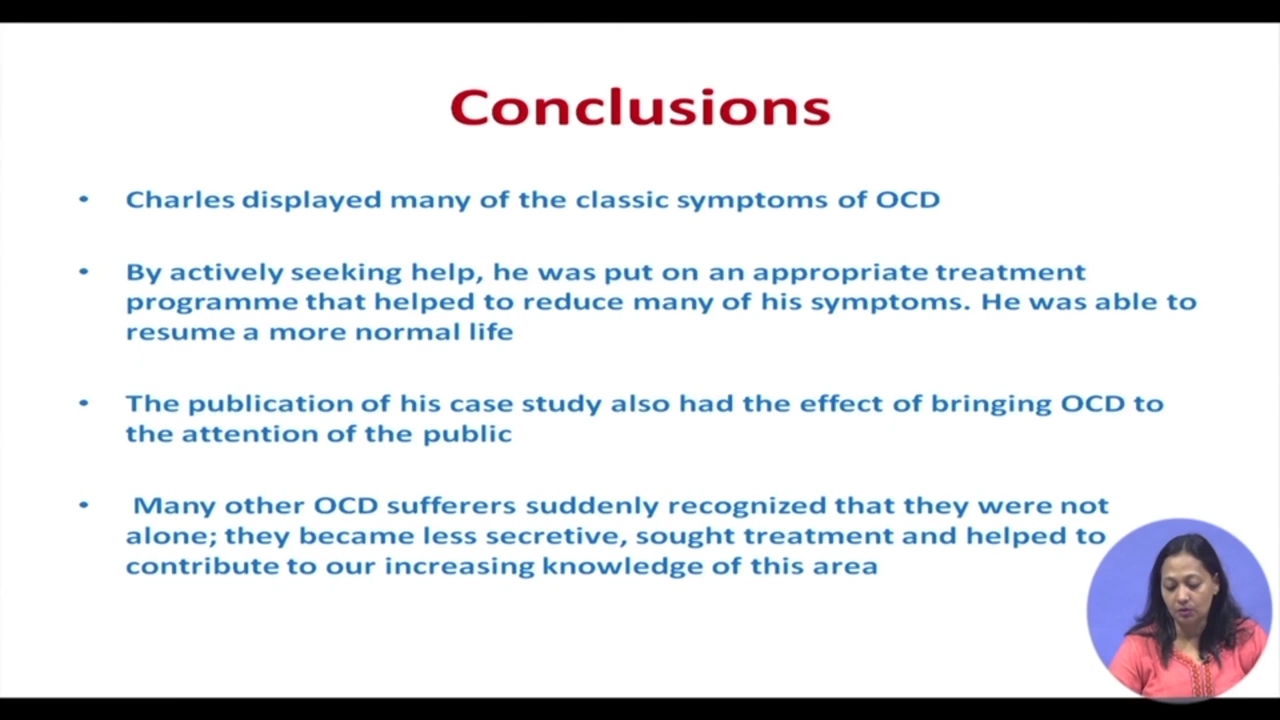 Conclusions
• Charles displayed many of the classic symptoms of OCD
• By actively seeking help, he was put on an appropriate treatment
programme that helped to reduce many of his symptoms. He was able to
resume a more normal life
• The publication of his case study also had the effect of bringing OCD to
the attention of the public
• Many other OCD sufferers suddenly recognized that they were not
alone; they became less secretive, sought treatment and helped to
contribute to our increasing knowledge of this area